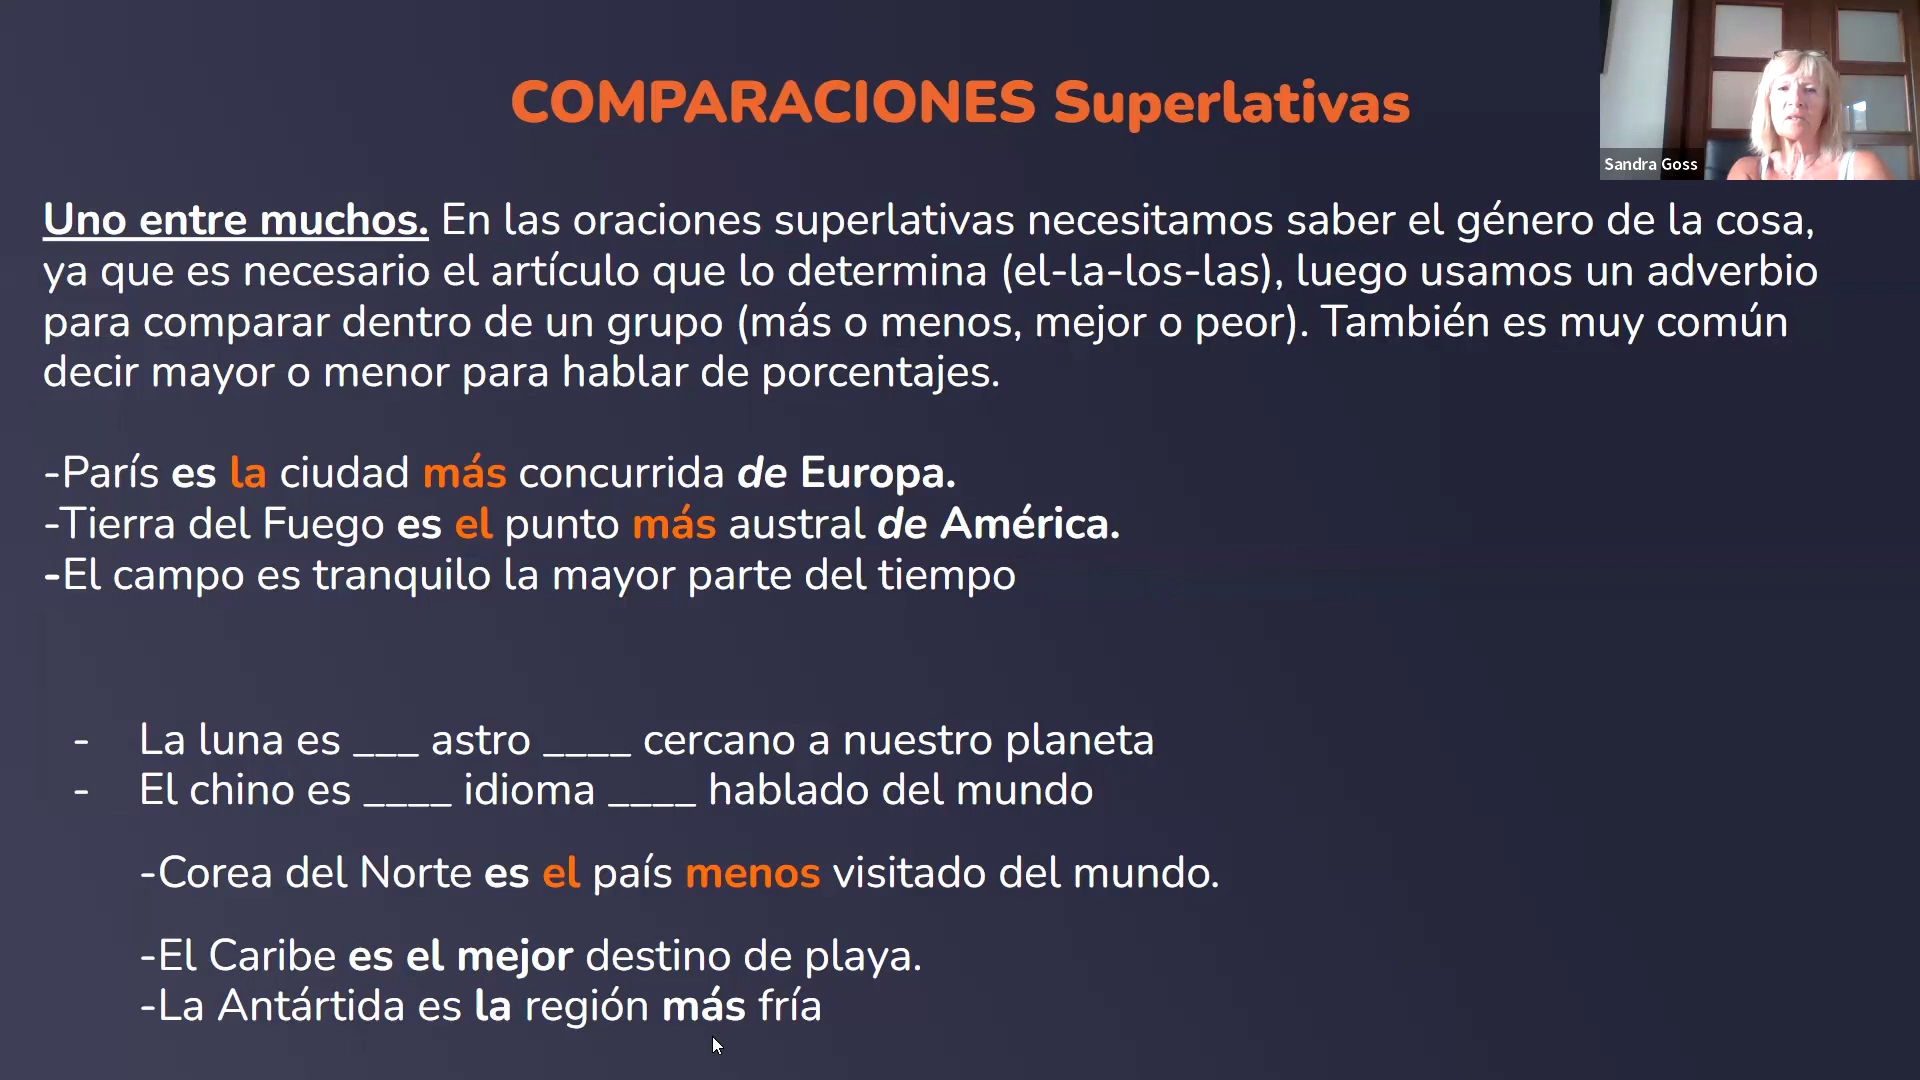 COMPARACIONES Superlativas
Sandra Goss
Uno entre muchos. En las oraciones superlativas necesitamos saber el género de la cosa,
ya que es necesario el artículo que lo determina (el-la-los-las), luego usamos un adverbio
para comparar dentro de un grupo (más o menos, mejor o peor). También es muy común
decir mayor o menor para hablar de porcentajes.
-París es la ciudad más concurrida de Europa.
-Tierra del Fuego es el punto más austral de América.
-El campo es tranquilo la mayor parte del tiempo
- La luna es ___ astro ____ cercano a nuestro planeta
- El chino es ____ idioma ____ hablado del mundo
-Corea del Norte es el país menos visitado del mundo.
-El Caribe es el mejor destino de playa.
-La Antártida es la región más fría